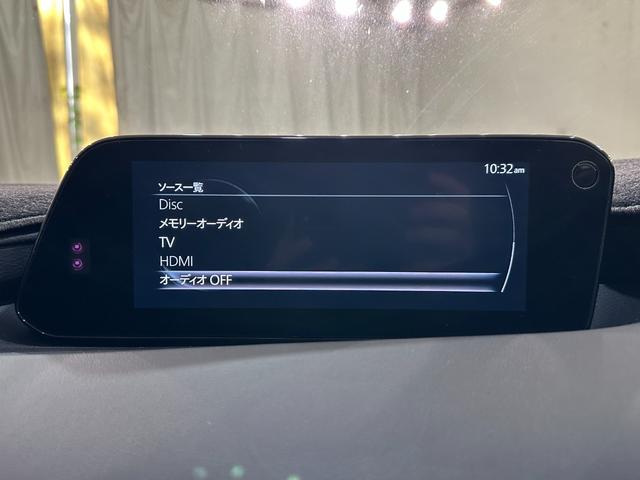 10:32am
ソース一覧
Disc
メモリーオーディオ
TV
HDMI
オーディオ OFF